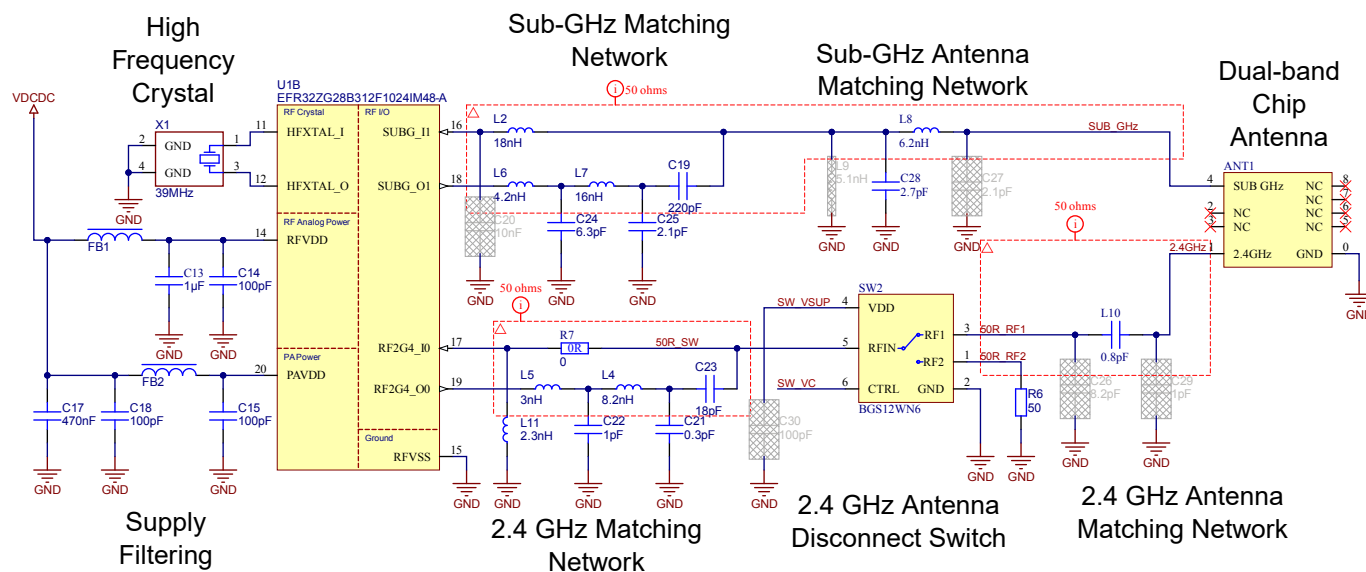 High
Frequency
Crystal
Sub-GHz Matching
Network
Sub-GHz Antenna
Matching Network
Dual-band
Chip
Antenna
VDCDC
X1
2
GND
1
4
GND
3
39MHz
GND
U1B
EFR32ZG28B312F1024IM48-A
RF Crystal
RF I/O
11
HFXTAL_I
SUBG_I1
16
12
HFXTAL_O
SUBG_O1
18
RF Analog Power
14
RFVDD
RF2G4_I0
17
PA Power
20
PAVDD
RF2G4_O0
19
Ground
RFVSS
15
GND
FB1
C13
1µF
GND
C14
100pF
GND
FB2
C17
470nF
GND
C18
100pF
GND
C15
100pF
GND
Supply
Filtering
i 50 ohms
L2
18nH
L6
4.2nH
L7
16nH
C19
220pF
C20
10nF
GND
C24
6.3pF
GND
C25
2.1pF
GND
L9
5.1nH
GND
C28
2.7pF
GND
L8
6.2nH
C27
2.1pF
GND
SUB_GHz
ANT1
4
SUB GHz
NC
8
NC
7
2
NC
NC
6
3
NC
NC
5
2.4GHz
1
2.4GHz
GND
0
GND
50 ohms
i
R7
0R
0
50R_SW
L5
3nH
L4
8.2nH
C23
18pF
L11
2.3nH
GND
C22
1pF
GND
C21
0.3pF
GND
2.4 GHz Matching
Network
SW_VSUP
SW_VC
C30
100pF
GND
SW2
4
VDD
5
RFIN
RF1
3
RF2
1
6
CTRL
GND
2
BGS12WN6
GND
50R_RF1
50R_RF2
R6
50
GND
2.4 GHz Antenna
Disconnect Switch
50 ohms
i
L10
0.8pF
C26
8.2pF
GND
C29
1pF
GND
2.4 GHz Antenna
Matching Network